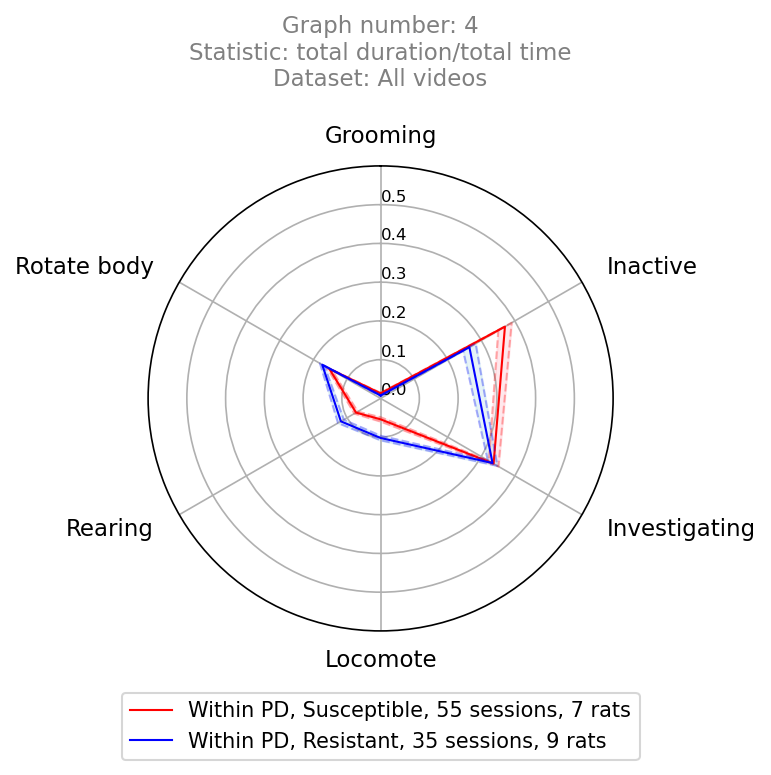 Graph number: 4
Statistic: total duration/total time
Dataset: All videos
Grooming
Rotate body
Inactive
0.5
0.4
0.3
0.2
0.1
0.0
Rearing
Investigating
Locomote
Within PD, Susceptible, 55 sessions, 7 rats
Within PD, Resistant, 35 sessions, 9 rats